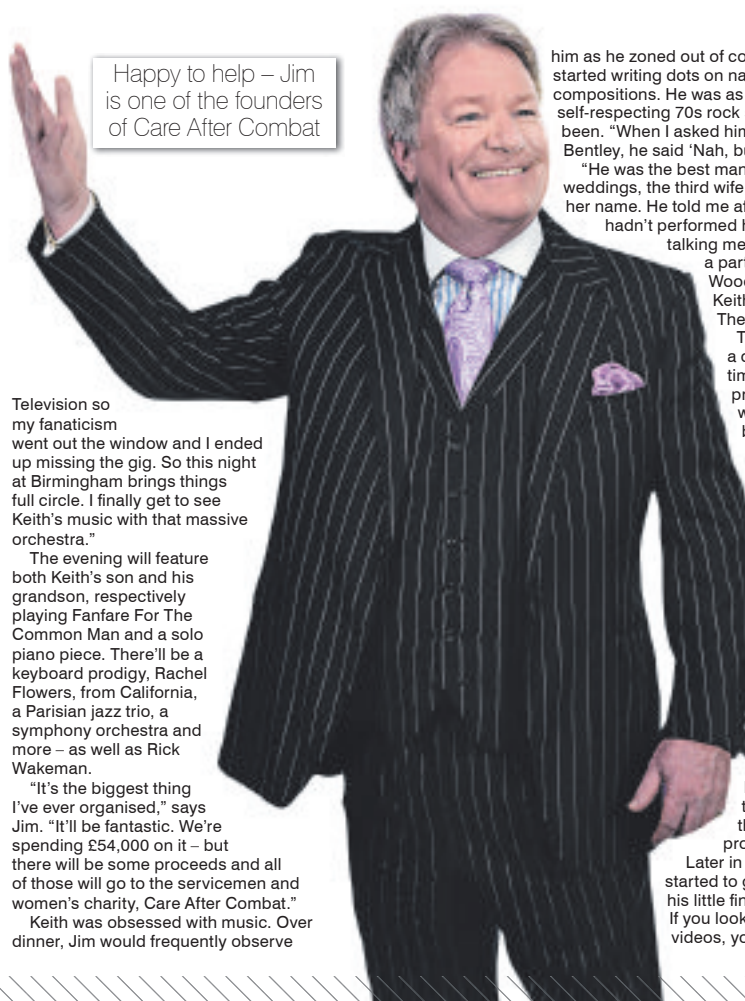 Happy to help – Jim
is one of the founders
of Care After Combat
Television so
my fanaticism
went out the window and I ended
up missing the gig. So this night
at Birmingham brings things
full circle. I finally get to see
Keith's music with that massive
orchestra.”
The evening will feature
both Keith's son and his
grandson, respectively
playing Fanfare For The
Common Man and a solo
piano piece. There'll be a
keyboard prodigy, Rachel
Flowers, from California,
a Parisian jazz trio, a
symphony orchestra and
more – as well as Rick
Wakeman.
“It's the biggest thing
I've ever organised,” says
Jim. “It'll be fantastic. We're
spending £54,000 on it – but
there will be some proceeds and all
of those will go to the servicemen and
women's charity, Care After Combat.”
Keith was obsessed with music. Over
dinner, Jim would frequently observe
him as he zoned out of co
started writing dots on na
compositions. He was as
self-respecting 70s rock
been. “When I asked him
Bentley, he said ‘Nah, bu
“He was the best man
weddings, the third wife
her name. He told me af
hadn't performed h
talking me
a part
Wood
Keith
The
T
a c
tim
pr
w
b
t
th
pro
Later in
started to g
his little fin
If you look
videos, yo